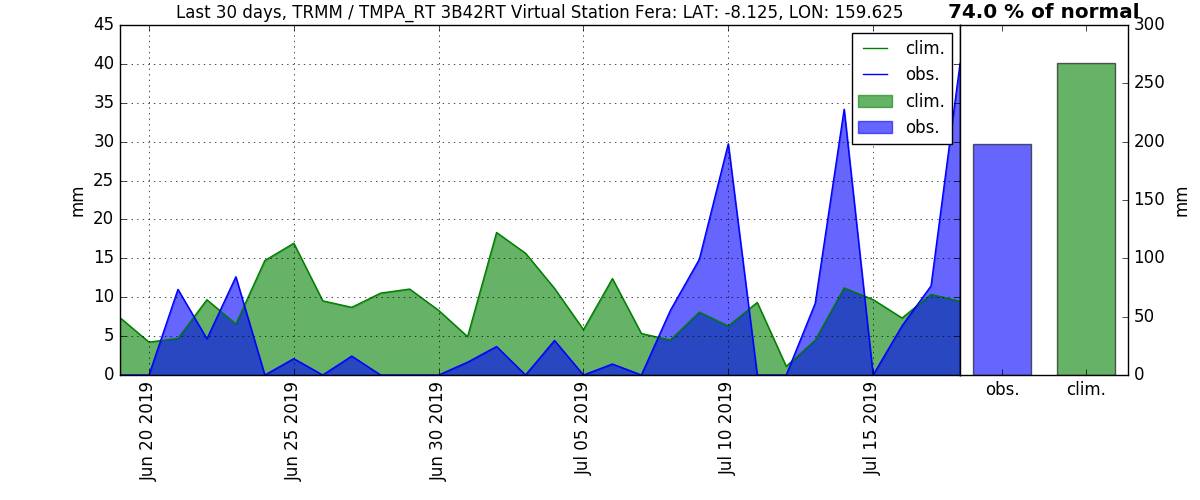 Last 30 days, TRMM / TMPA_RT 3B42RT Virtual Station Fera: LAT: -8.125, LON: 159.625
74.0 % of normal
45
40
35
30
25
20
15
10
5
0
mm
clim.
obs.
clim.
obs.
300
250
200
150
100
50
0
mm
Jun 20 2019
Jun 25 2019
Jun 30 2019
Jul 05 2019
Jul 10 2019
Jul 15 2019
obs.
clim.